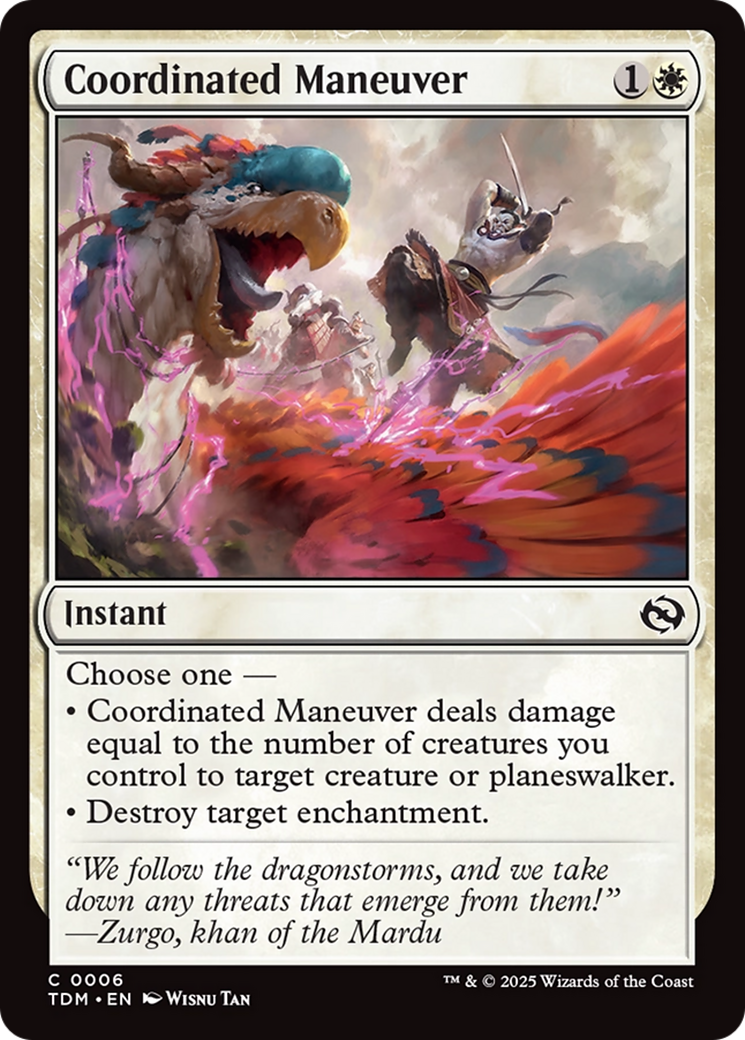 Coordinated Maneuver 1
Instant
Choose one —
• Coordinated Maneuver deals damage
equal to the number of creatures you
control to target creature or planeswalker.
• Destroy target enchantment.
“We follow the dragonstorms, and we take
down any threats that emerge from them!”
—Zurgo, khan of the Mardu
C 0006
TDM • EN Wisnu Tan
™ & © 2025 Wizards of the Coast